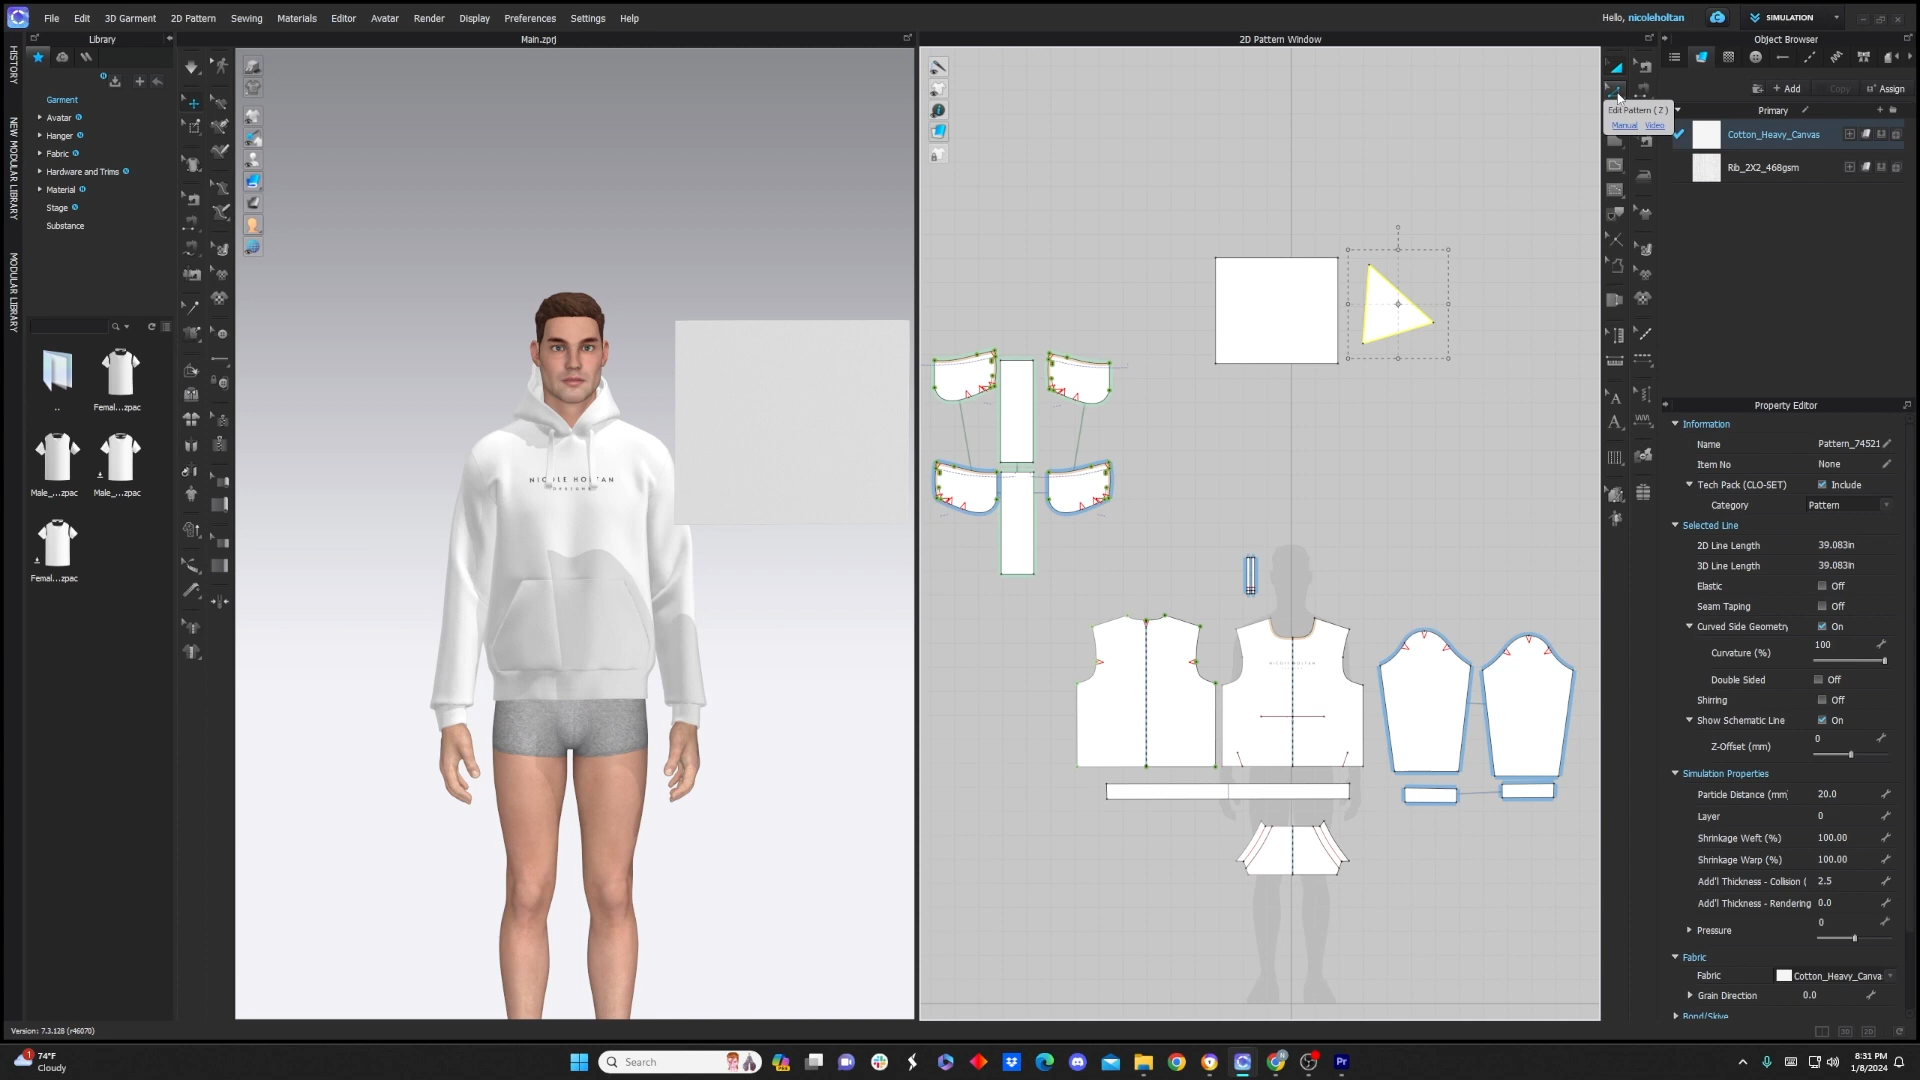 File Edit 3D Garment 2D Pattern Sewing Materials Editor Avatar Render Display Preferences Settings Help
Hello, nicoleholtan
SIMULATION
Library
Main.zprj
2D Pattern Window
Object Browser
HISTORY
NEW MODULAR LIBRARY
MODULAR LIBRARY
Garment
Avatar
Hanger
Fabric
Hardware and Trims
Material
Stage
Substance
..
Femal...zpac
Male_...zpac
Male_...zpac
Femal...zpac
NICOLE HOLTAN
DESIGNS
Edit Pattern ( Z )
Manual Video
+ Add
Copy
Assign
Primary
Cotton_Heavy_Canvas
Rib_2X2_468gsm
Property Editor
Information
Name Pattern_74521
Item No None
Tech Pack (CLO-SET) Include
Category Pattern
Selected Line
2D Line Length 39.083in
3D Line Length 39.083in
Elastic Off
Seam Taping Off
Curved Side Geometry On
Curvature (%) 100
Double Sided Off
Shirring Off
Show Schematic Line On
Z-Offset (mm) 0
Simulation Properties
Particle Distance (mm) 20.0
Layer 0
Shrinkage Weft (%) 100.00
Shrinkage Warp (%) 100.00
Add'l Thickness - Collision ( 2.5
Add'l Thickness - Rendering 0.0
Pressure 0
Fabric
Fabric Cotton_Heavy_Canva
Grain Direction 0.0
Bond/Skive
Version: 7.3.128 (r46070)
3D 2D
1
74°F
Cloudy
Search
Pr
8:31 PM
1/8/2024